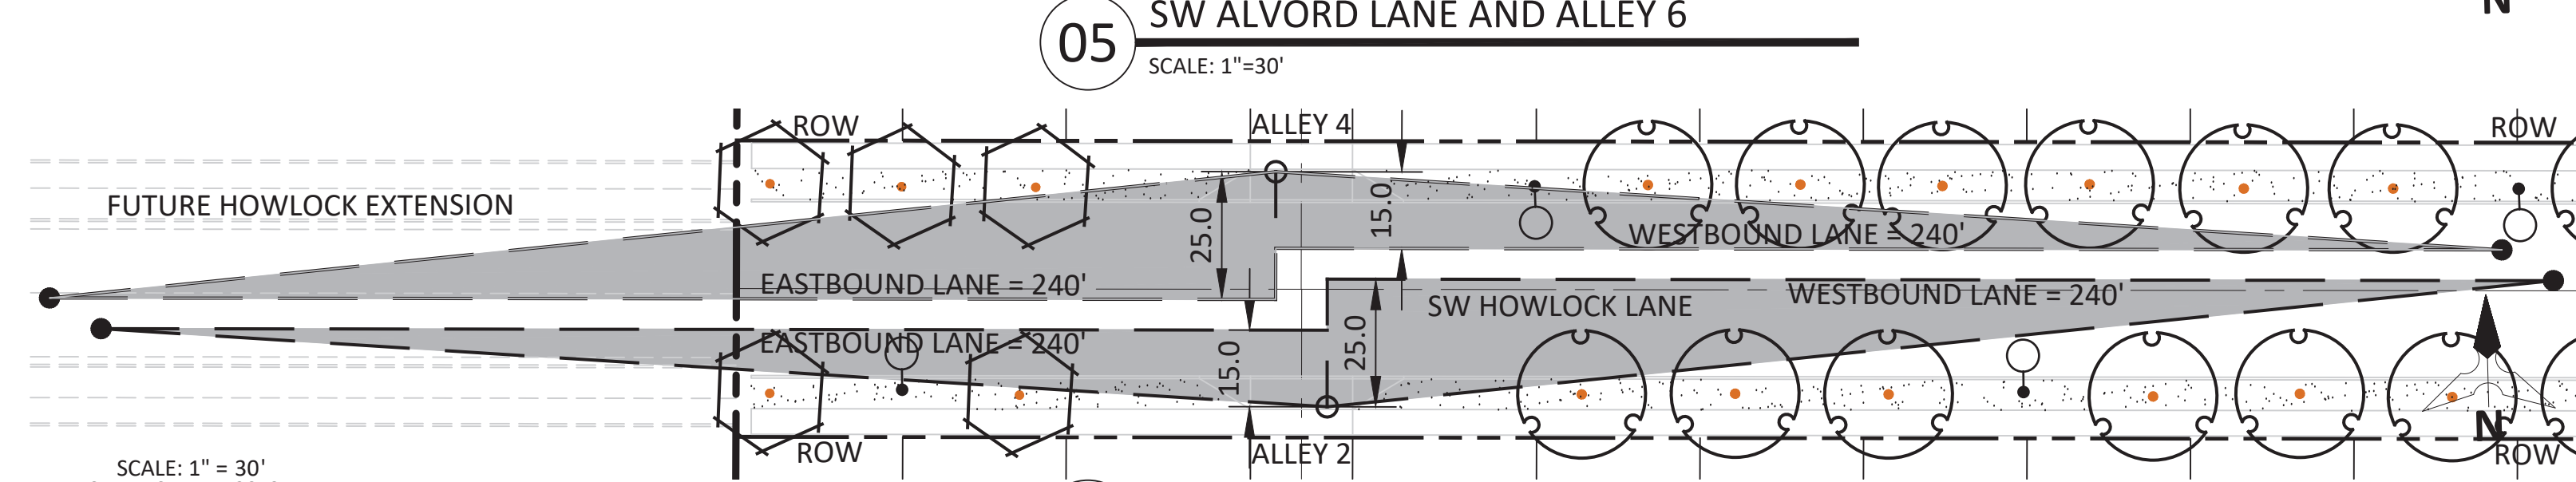 05
SW ALVORD LANE AND ALLEY 6
SCALE: 1"=30'
N
ROW
ALLEY 4
ROW
FUTURE HOWLOCK EXTENSION
25.0
15.0
WESTBOUND LANE = 240'
EASTBOUND LANE = 240'
SW HOWLOCK LANE
WESTBOUND LANE = 240'
EASTBOUND LANE = 240'
15.0
25.0
N
ROW
ALLEY 2
ROW
SCALE: 1" = 30'